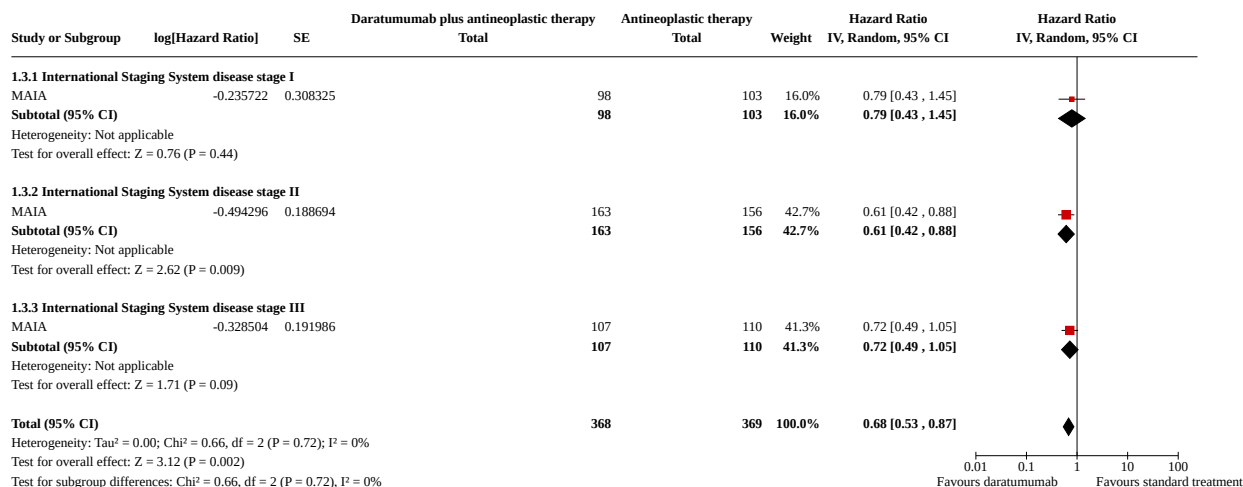 Daratumumab plus antineoplastic therapy Antineoplastic therapy Hazard Ratio Hazard Ratio
Study or Subgroup log[Hazard Ratio] SE Total Total Weight IV, Random, 95% CI IV, Random, 95% CI
1.3.1 International Staging System disease stage I
MAIA -0.235722 0.308325 98 103 16.0% 0.79 [0.43 , 1.45]
Subtotal (95% CI) 98 103 16.0% 0.79 [0.43 , 1.45]
Heterogeneity: Not applicable
Test for overall effect: Z = 0.76 (P = 0.44)
1.3.2 International Staging System disease stage II
MAIA -0.494296 0.188694 163 156 42.7% 0.61 [0.42 , 0.88]
Subtotal (95% CI) 163 156 42.7% 0.61 [0.42 , 0.88]
Heterogeneity: Not applicable
Test for overall effect: Z = 2.62 (P = 0.009)
1.3.3 International Staging System disease stage III
MAIA -0.328504 0.191986 107 110 41.3% 0.72 [0.49 , 1.05]
Subtotal (95% CI) 107 110 41.3% 0.72 [0.49 , 1.05]
Heterogeneity: Not applicable
Test for overall effect: Z = 1.71 (P = 0.09)
Total (95% CI) 368 369 100.0% 0.68 [0.53 , 0.87]
Heterogeneity: Tau² = 0.00; Chi² = 0.66, df = 2 (P = 0.72); I² = 0%
Test for overall effect: Z = 3.12 (P = 0.002)
0.01 0.1 1 10 100
Test for subgroup differences: Chi² = 0.66, df = 2 (P = 0.72), I² = 0% Favours daratumumab Favours standard treatment